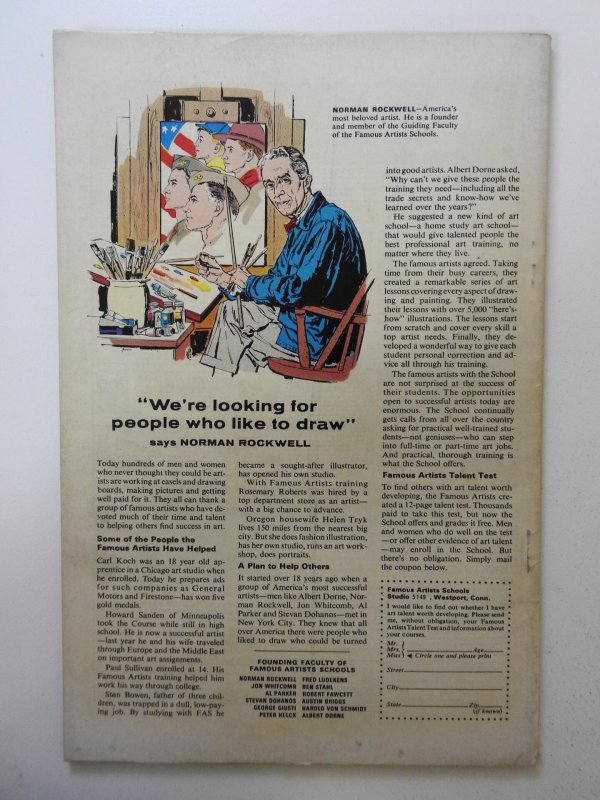 NORMAN ROCKWELL—America's
most beloved artist. He is a founder
and member of the Guiding Faculty
of the Famous Artists Schools.
"We're looking for
people who like to draw"
says NORMAN ROCKWELL
Today hundreds of men and women
who never thought they could be art-
ists are working at easels and drawing
boards, making pictures and getting
well paid for it. They all can thank a
group of famous artists who have de-
voted much of their time and talent
to helping others find success in art.
Some of the People the
Famous Artists Have Helped
Carl Koch was an 18 year old ap-
prentice in a Chicago art studio when
he enrolled. Today he prepares ads
for such companies as General
Motors and Firestone—has won five
gold medals.
Howard Sanden of Minneapolis
took the Course while still in high
school. He is now a successful artist
—last year he and his wife traveled
through Europe and the Middle East
on important art assignments.
Paul Sullivan enrolled at 14. His
Famous Artists training helped him
work his way through college.
Stan Bowen, father of three chil-
dren, was trapped in a dull, low-pay-
ing job. By studying with FAS he
became a sought-after illustrator,
has opened his own studio.
With Famous Artists training
Rosemary Roberts was hired by a
top department store as an artist—
with a big chance to advance.
Oregon housewife Helen Tryk
lives 150 miles from the nearest big
city. But she does fashion illustration,
has her own studio, runs an art work-
shop, does portraits.
A Plan to Help Others
It started over 18 years ago when a
group of America's most successful
artists—men like Albert Dorne, Nor-
man Rockwell, Jon Whitcomb, Al
Parker and Stevan Dohanos—met in
New York City. They knew that all
over America there were people who
liked to draw who could be turned
FOUNDING FACULTY OF
FAMOUS ARTISTS SCHOOLS
NORMAN ROCKWELL FRED LUDEKENS
JON WHITCOMB BEN STAHL
AL PARKER ROBERT FAWCETT
STEVAN DOHANOS AUSTIN BRIGGS
GEORGE GIUSTI HAROLD VON SCHMIDT
PETER HELCK ALBERT DORNE
into good artists. Albert Dorne asked,
"Why can't we give these people the
training they need—including all the
trade secrets and know-how we've
learned over the years?"
He suggested a new kind of art
school—a home study art school—
that would give talented people the
best professional art training, no
matter where they live.
The famous artists agreed. Taking
time from their busy careers, they
created a remarkable series of art
lessons covering every aspect of draw-
ing and painting. They illustrated
their lessons with over 5,000 "here's-
how" illustrations. The lessons start
from scratch and cover every skill a
top artist needs. Finally, they de-
veloped a wonderful way to give each
student personal correction and ad-
vice all through his training.
The famous artists with the School
are not surprised at the success of
their students. The opportunities
open to successful artists today are
enormous. The School continually
gets calls from all over the country
asking for practical well-trained stu-
dents—not geniuses—who can step
into full-time or part-time art jobs.
And practical, thorough training is
what the School offers.
Famous Artists Talent Test
To find others with art talent worth
developing, the Famous Artists cre-
ated a 12-page talent test. Thousands
paid to take this test, but now the
School offers and grades it free. Men
and women who do well on the test
—or offer other evidence of art talent
—may enroll in the School. But
there's no obligation. Simply mail
the coupon below.
Famous Artists Schools
Studio 5140, Westport, Conn.
I would like to find out whether I have
art talent worth developing. Please send
me, without obligation, your Famous
Artists Talent Test and information about
your courses.
Mr.
Mrs. Age
Miss Circle one and please print
Street
City
State Zip
(if known)